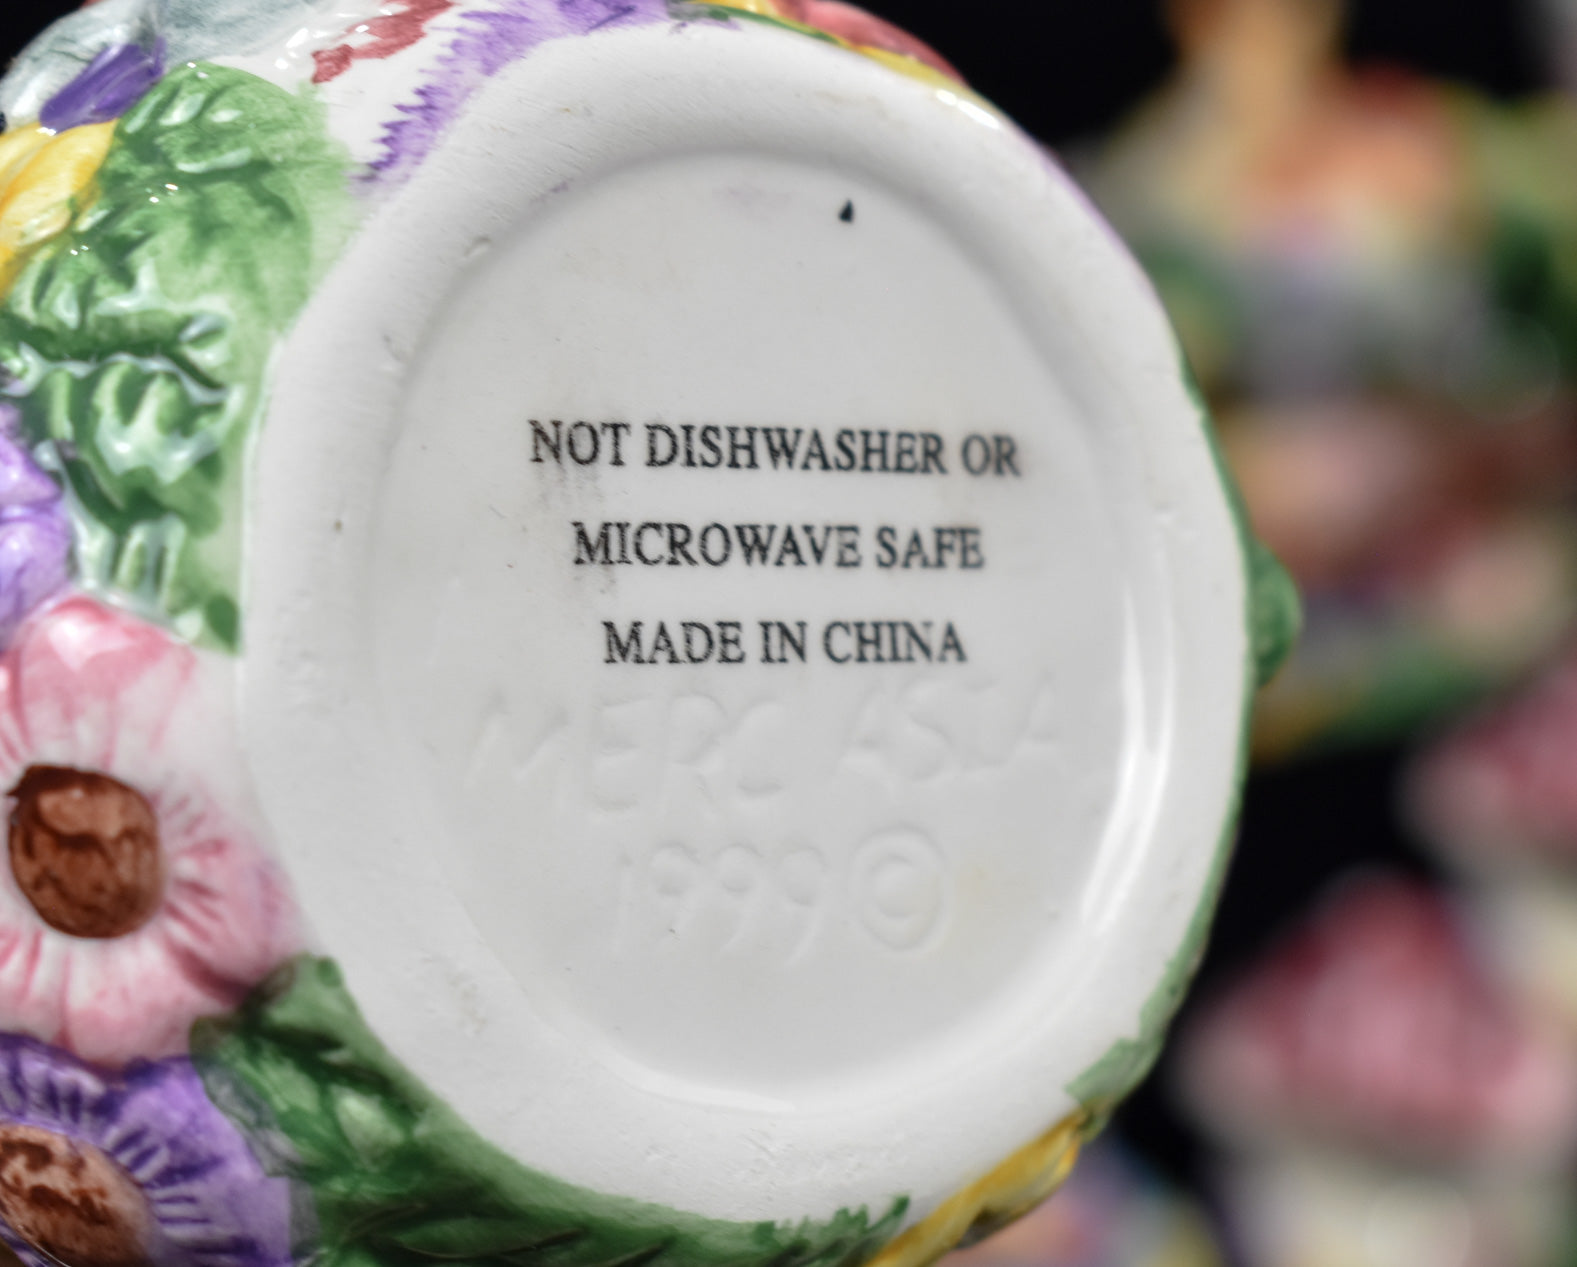 NOT DISHWASHER OR
MICROWAVE SAFE
MADE IN CHINA
MERC ASIA
1999©